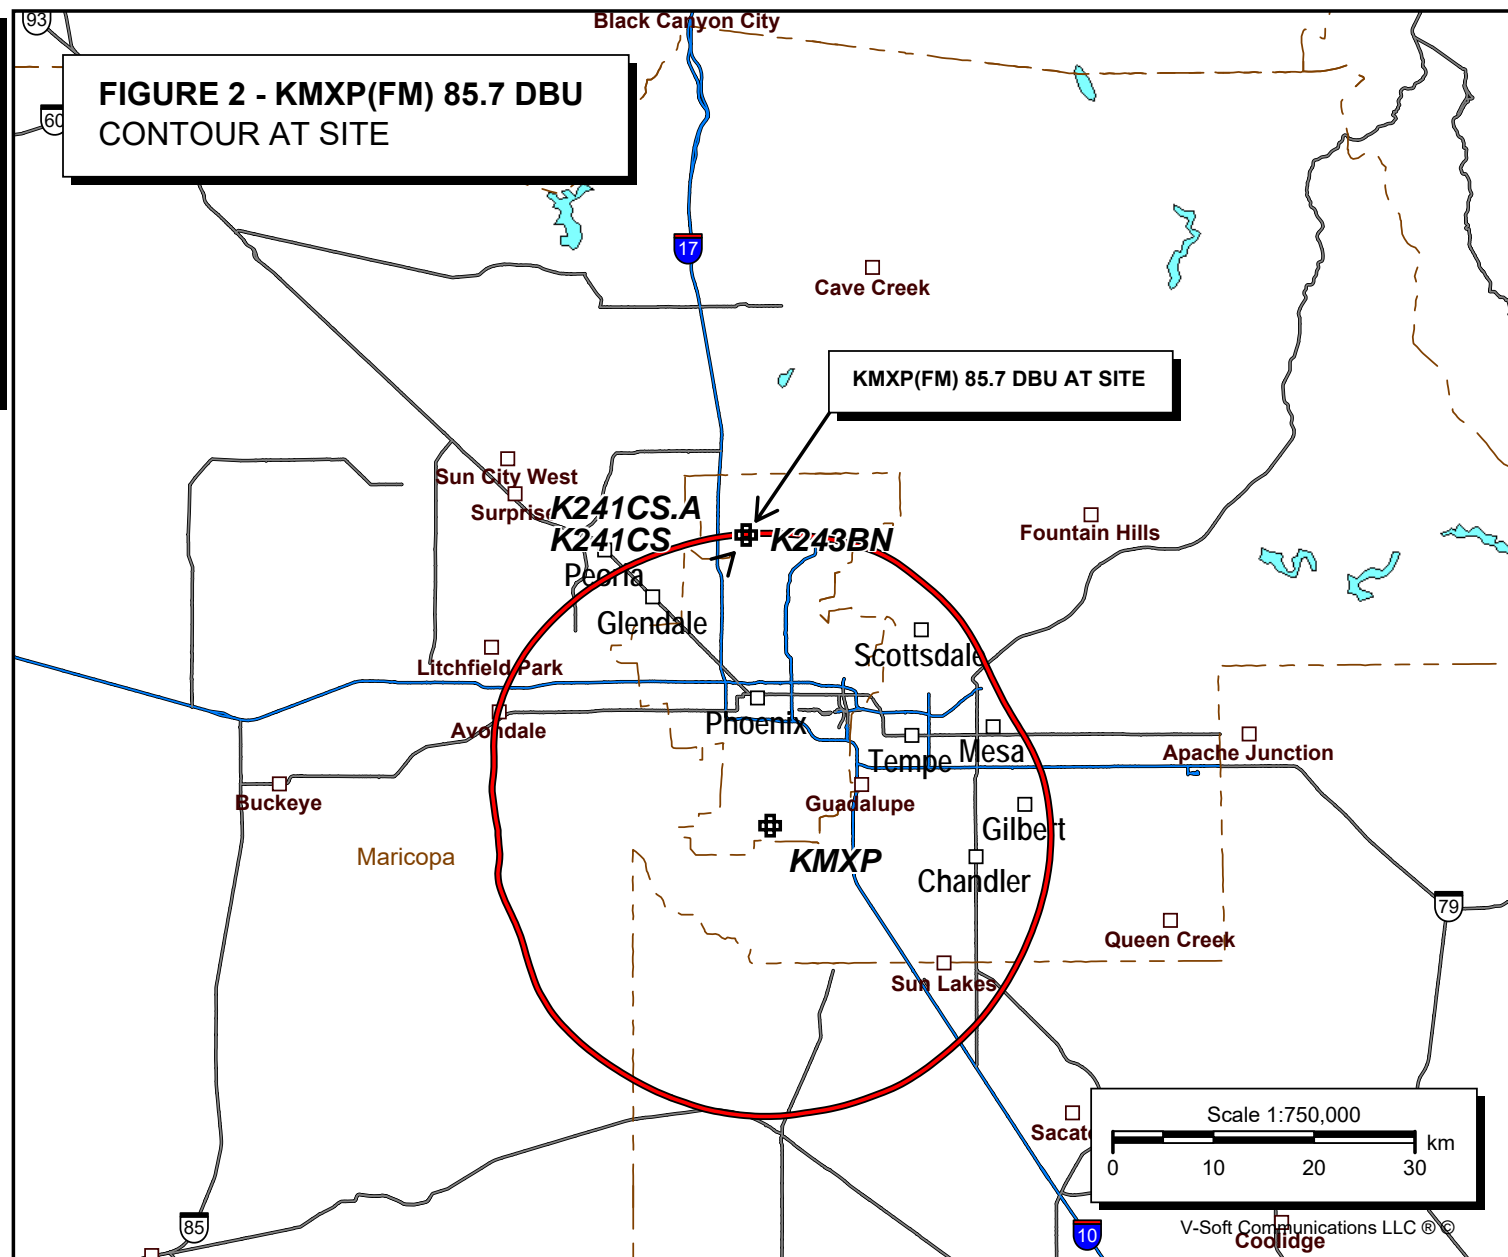 93
Black Canyon City
FIGURE 2 - KMXP(FM) 85.7 DBU
CONTOUR AT SITE
60
17
Cave Creek
KMXP(FM) 85.7 DBU AT SITE
Sun City West
Surprise
K241CS.A
K241CS
K243BN
Fountain Hills
Peoria
Glendale
Scottsdale
Litchfield Park
Avondale
Phoenix
Tempe
Mesa
Apache Junction
Buckeye
Guadalupe
Gilbert
Maricopa
KMXP
Chandler
79
Queen Creek
Sun Lakes
Scale 1:750,000
Sacat
km
0 10 20 30
85
10
V-Soft Communications LLC ® ©
Coolidge